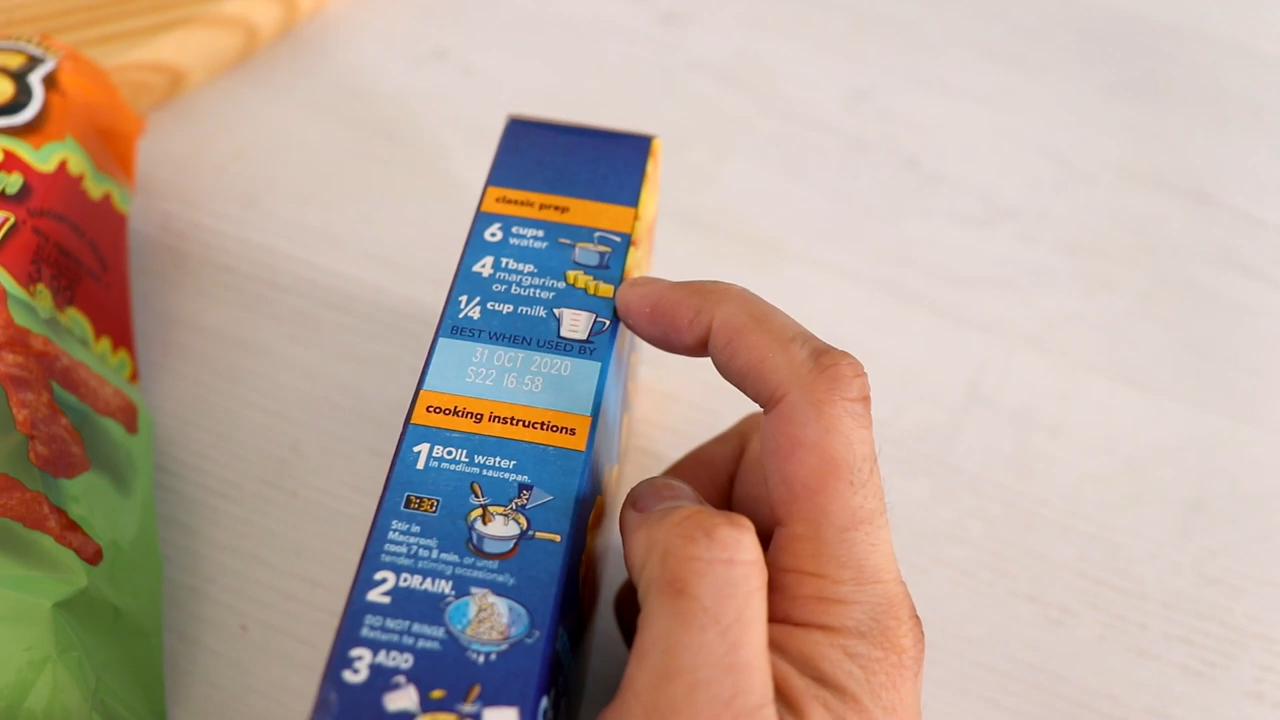 classic prep
6 cups
water
4 Tbsp.
margarine
or butter
1/4 cup milk
BEST WHEN USED BY
31 OCT 2020
S22 16:58
cooking instructions
1 BOIL water
in medium saucepan.
7:30
Stir in
Macaroni;
cook 7 to 8 min. or until
tender, stirring occasionally.
2 DRAIN.
DO NOT RINSE.
Return to pan.
3 ADD